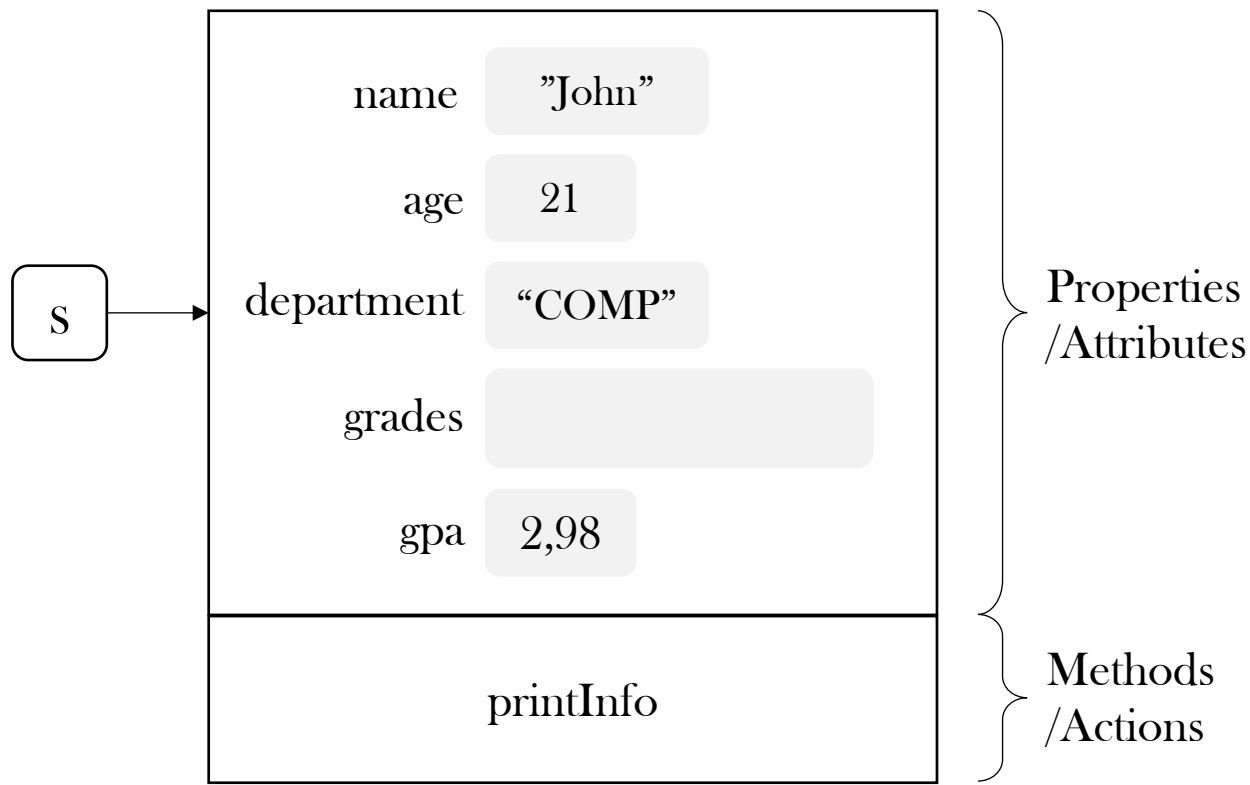 name ”John”
age 21
s
department “COMP”
grades
gpa 2,98
Properties
/Attributes
printInfo
Methods
/Actions